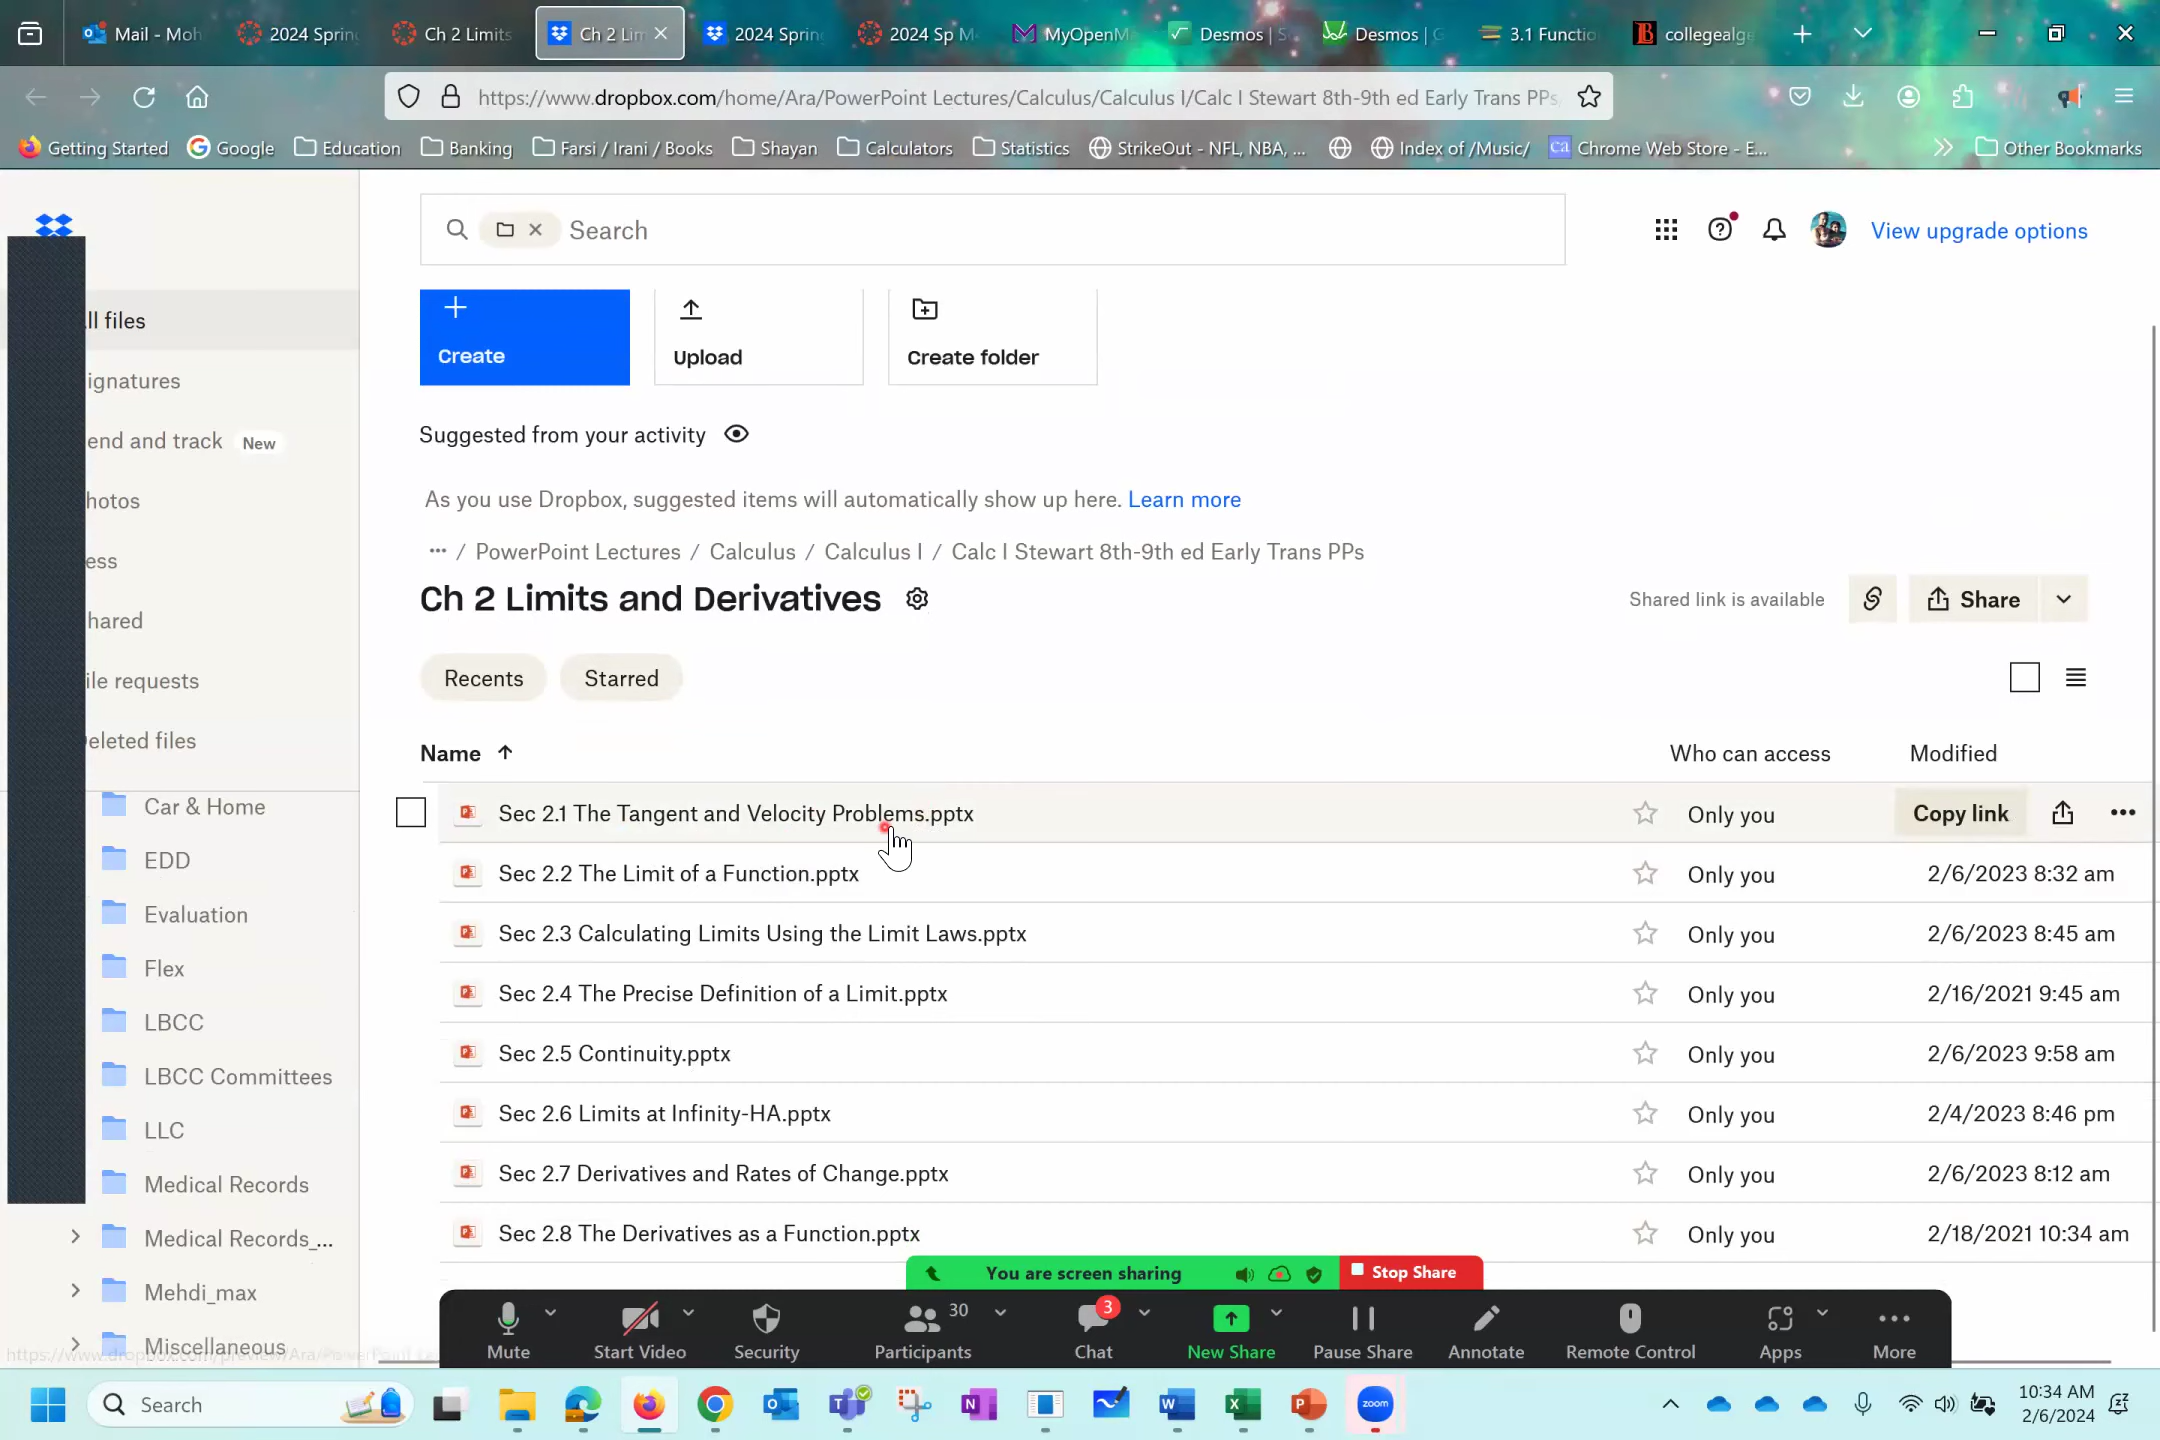 Mail - Moh
2024 Spring
Ch 2 Limits
Ch 2 Lim
2024 Spring
2024 Sp M
MyOpenM
Desmos | S
Desmos | G
3.1 Functio
collegealge
https://www.dropbox.com/home/Ara/PowerPoint Lectures/Calculus/Calculus I/Calc I Stewart 8th-9th ed Early Trans PPs
Getting Started
Google
Education
Banking
Farsi / Irani / Books
Shayan
Calculators
Statistics
StrikeOut - NFL, NBA, ...
Index of /Music/
Chrome Web Store - E...
Other Bookmarks
Search
View upgrade options
ll files
ignatures
end and track New
hotos
ess
hared
ile requests
eleted files
Car & Home
EDD
Evaluation
Flex
LBCC
LBCC Committees
LLC
Medical Records
Medical Records_...
Mehdi_max
Miscellaneous
Create
Upload
Create folder
Suggested from your activity
As you use Dropbox, suggested items will automatically show up here. Learn more
... / PowerPoint Lectures / Calculus / Calculus I / Calc I Stewart 8th-9th ed Early Trans PPs
Ch 2 Limits and Derivatives
Shared link is available
Share
Recents
Starred
Name
Who can access
Modified
Sec 2.1 The Tangent and Velocity Problems.pptx Only you Copy link
Sec 2.2 The Limit of a Function.pptx Only you 2/6/2023 8:32 am
Sec 2.3 Calculating Limits Using the Limit Laws.pptx Only you 2/6/2023 8:45 am
Sec 2.4 The Precise Definition of a Limit.pptx Only you 2/16/2021 9:45 am
Sec 2.5 Continuity.pptx Only you 2/6/2023 9:58 am
Sec 2.6 Limits at Infinity-HA.pptx Only you 2/4/2023 8:46 pm
Sec 2.7 Derivatives and Rates of Change.pptx Only you 2/6/2023 8:12 am
Sec 2.8 The Derivatives as a Function.pptx Only you 2/18/2021 10:34 am
You are screen sharing
Stop Share
30
3
Mute
Start Video
Security
Participants
Chat
New Share
Pause Share
Annotate
Remote Control
Apps
More
Search
zoom
10:34 AM
2/6/2024